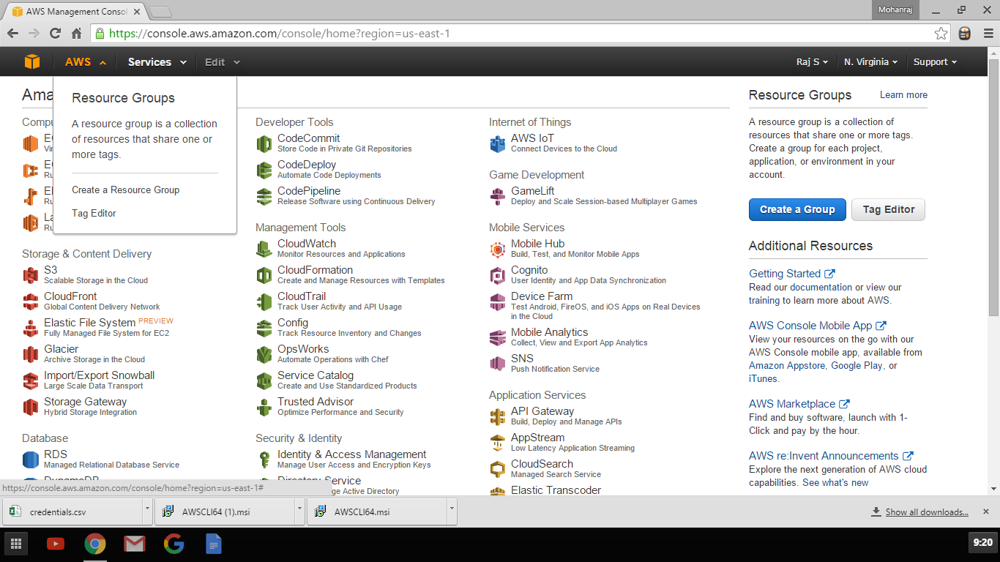 AWS Management Consol
Mohanraj
https://console.aws.amazon.com/console/home?region=us-east-1
AWS
Services
Edit
Raj S
N. Virginia
Support
Ama
Resource Groups
A resource group is a collection
of resources that share one or
more tags.
Create a Resource Group
Tag Editor
Compu
Vir
Ru
Ru
La
Ru
Storage & Content Delivery
S3
Scalable Storage in the Cloud
CloudFront
Global Content Delivery Network
Elastic File System PREVIEW
Fully Managed File System for EC2
Glacier
Archive Storage in the Cloud
Import/Export Snowball
Large Scale Data Transport
Storage Gateway
Hybrid Storage Integration
Database
RDS
Managed Relational Database Service
DynamoDB
Developer Tools
CodeCommit
Store Code in Private Git Repositories
CodeDeploy
Automate Code Deployments
CodePipeline
Release Software using Continuous Delivery
Management Tools
CloudWatch
Monitor Resources and Applications
CloudFormation
Create and Manage Resources with Templates
CloudTrail
Track User Activity and API Usage
Config
Track Resource Inventory and Changes
OpsWorks
Automate Operations with Chef
Service Catalog
Create and Use Standardized Products
Trusted Advisor
Optimize Performance and Security
Security & Identity
Identity & Access Management
Manage User Access and Encryption Keys
Directory Service
ge Active Directory
Internet of Things
AWS IoT
Connect Devices to the Cloud
Game Development
GameLift
Deploy and Scale Session-based Multiplayer Games
Mobile Services
Mobile Hub
Build, Test, and Monitor Mobile Apps
Cognito
User Identity and App Data Synchronization
Device Farm
Test Android, FireOS, and iOS Apps on Real Devices
in the Cloud
Mobile Analytics
Collect, View and Export App Analytics
SNS
Push Notification Service
Application Services
API Gateway
Build, Deploy and Manage APIs
AppStream
Low Latency Application Streaming
CloudSearch
Managed Search Service
Elastic Transcoder
Resource Groups
Learn more
A resource group is a collection of
resources that share one or more tags.
Create a group for each project,
application, or environment in your
account.
Create a Group
Tag Editor
Additional Resources
Getting Started
Read our documentation or view our
training to learn more about AWS.
AWS Console Mobile App
View your resources on the go with our
AWS Console mobile app, available from
Amazon Appstore, Google Play, or
iTunes.
AWS Marketplace
Find and buy software, launch with 1-
Click and pay by the hour.
AWS re:Invent Announcements
Explore the next generation of AWS cloud
capabilities. See what's new
https://console.aws.amazon.com/console/home?region=us-east-1#
credentials.csv
AWSCLI64 (1).msi
AWSCLI64.msi
Show all downloads...
9:20